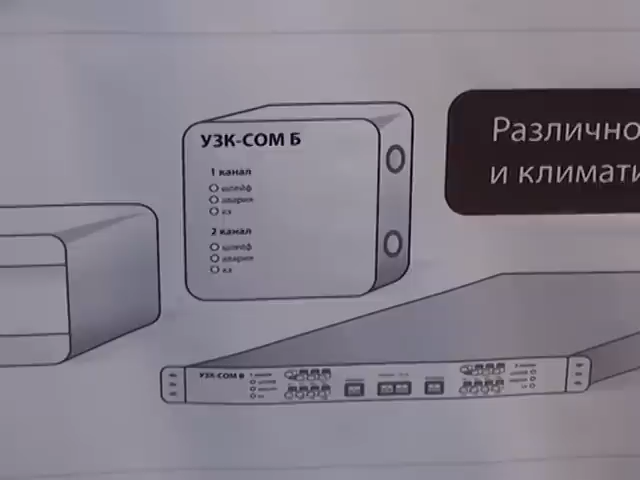 УЗК-СОМ Б
1 канал
шлейф
авария
кз
2 канал
шлейф
авария
кз
Различно
и климати
УЗК-СОМ В